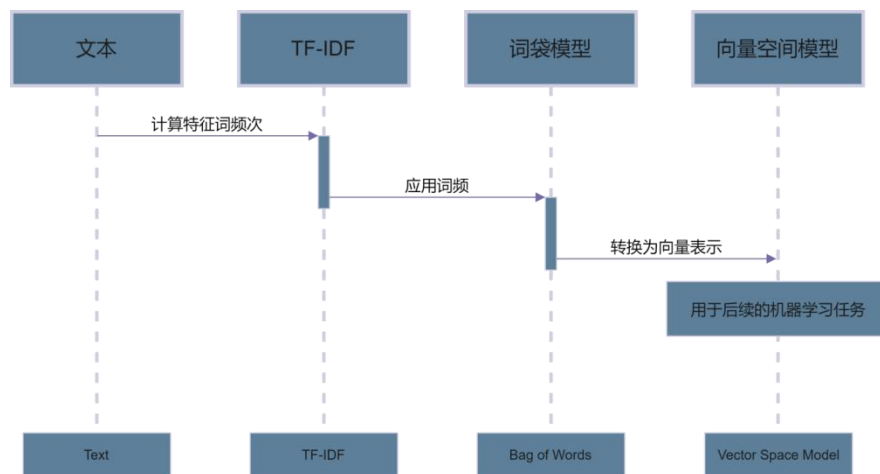 文本
TF-IDF
词袋模型
向量空间模型
计算特征词频次
应用词频
转换为向量表示
用于后续的机器学习任务
Text
TF-IDF
Bag of Words
Vector Space Model